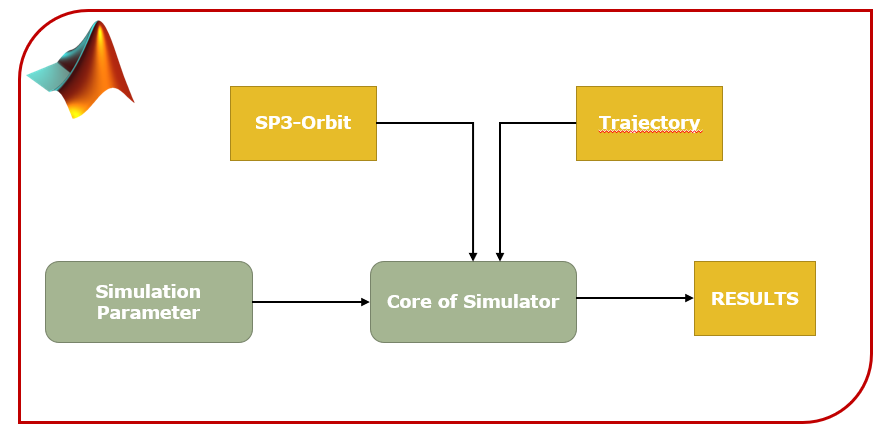 SP3-Orbit
Trajectory
Simulation
Parameter
Core of Simulator
RESULTS